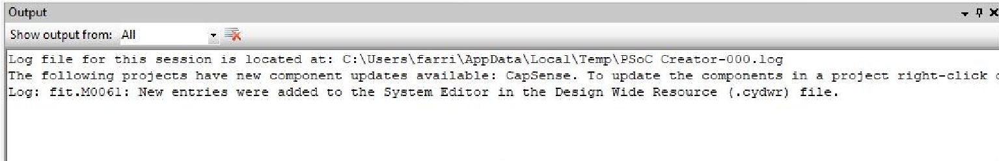 Output
Show output from: All
Log file for this session is located at: C:\Users\farri\AppData\Local\Temp\PSoC Creator-000.log
The following projects have new component updates available: CapSense. To update the components in a project right-click
Log: fit.M0061: New entries were added to the System Editor in the Design Wide Resource (.cydwr) file.